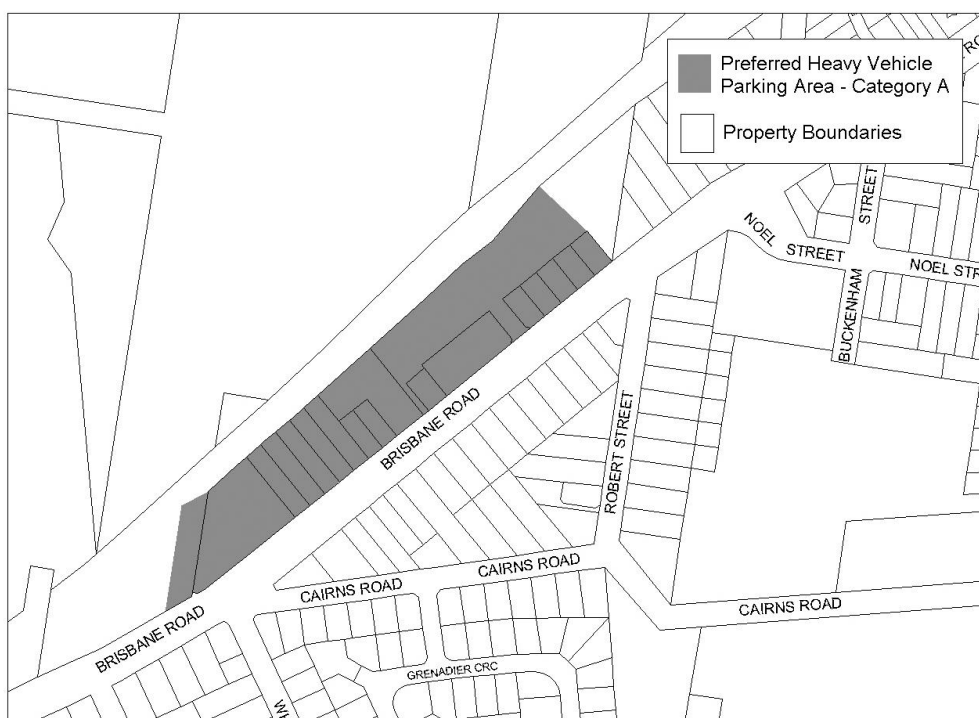 Preferred Heavy Vehicle
Parking Area - Category A
Property Boundaries
NOEL
STREET
STREET
NOEL STR
BUCKENHAM
BRISBANE ROAD
ROBERT STREET
CAIRNS ROAD
CAIRNS ROAD
CAIRNS ROAD
BRISBANE ROAD
GRENADIER CRC